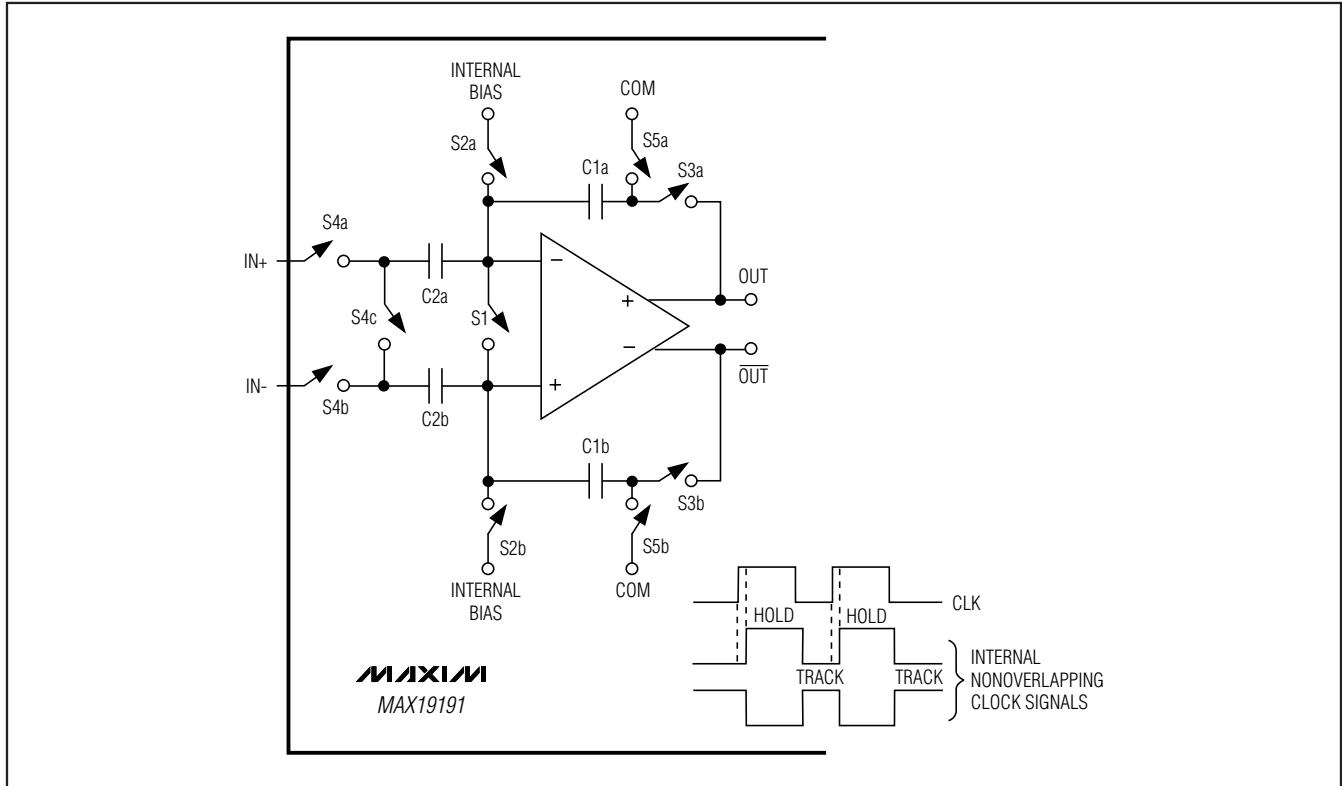 INTERNAL
BIAS
COM
S2a
S5a
C1a
S3a
S4a
IN+
−
C2a
+
OUT
S4c
S1
−
OUT
IN-
+
S4b
C2b
C1b
S3b
S2b
S5b
INTERNAL
BIAS
COM
CLK
HOLD HOLD
INTERNAL
NONOVERLAPPING
CLOCK SIGNALS
TRACK TRACK
MAXIM
MAX19191